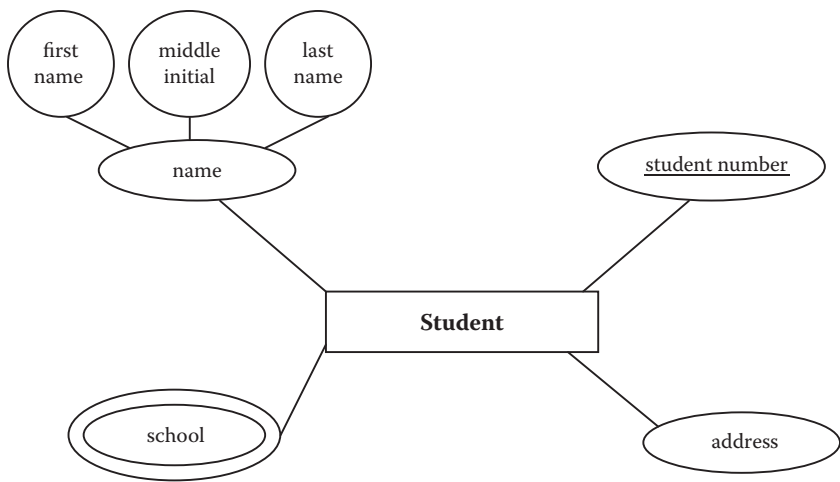 first
name
middle
initial
last
name
name
student number
Student
school
address